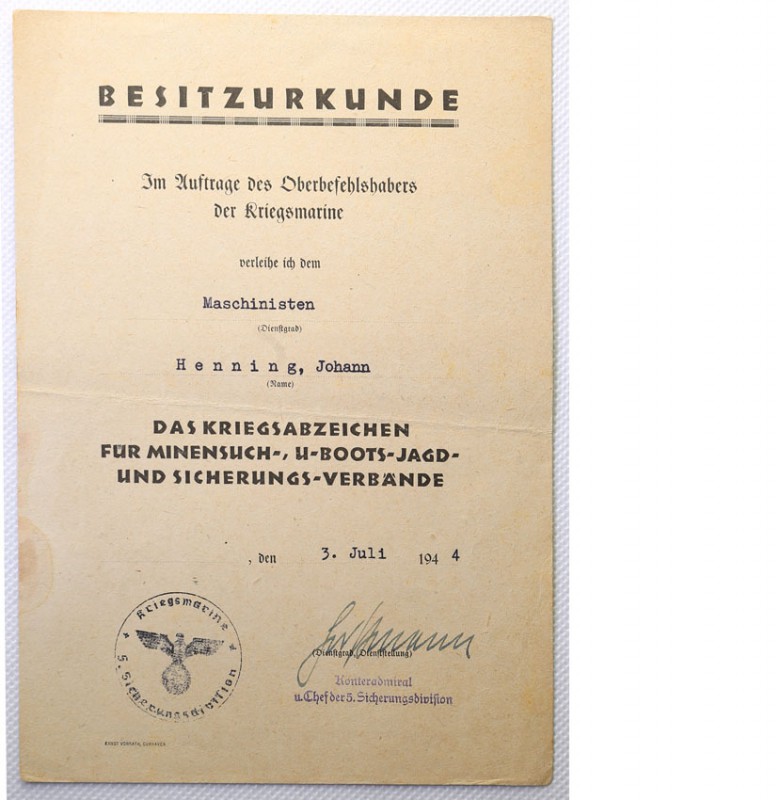 BESITZURKUNDE
Im Auftrage des Oberbefehlshabers
der Kriegsmarine
verleihe ich dem
Maschinisten
(Dienstgrad)
Henning, Johann
(Name)
DAS KRIEGSABZEICHEN
FÜR MINENSUCH-, U-BOOTS-JAGD-
UND SICHERUNGS-VERBÄNDE
, den 3. Juli 1944
Kriegsmarine
5. Sicherungsdivision
(Dienstgrad, Dienststellung)
Konteradmiral
u. Chef der 5. Sicherungsdivision